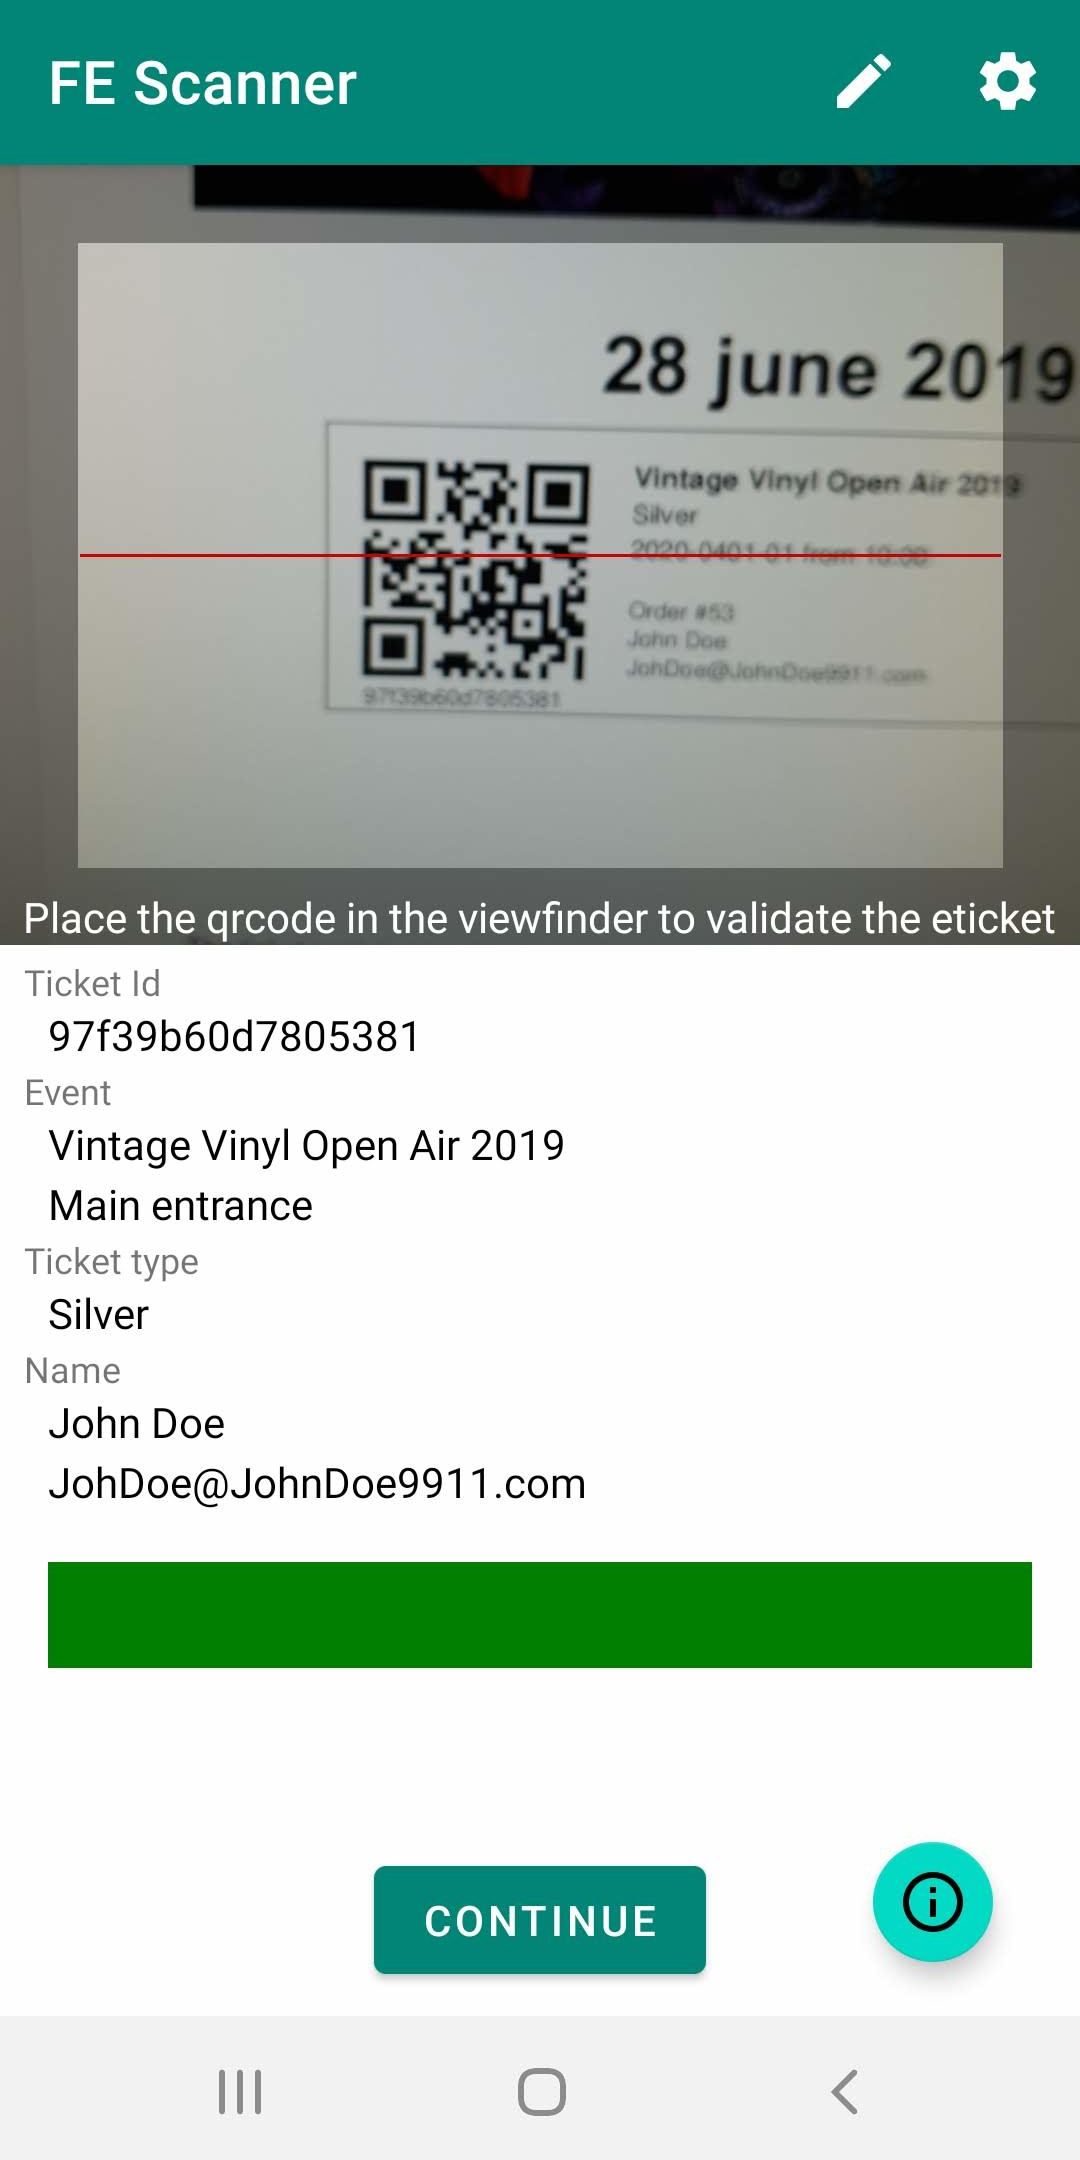 FE Scanner
28 june 2019
Vintage Vinyl Open Air 2019
Silver
2020-0401-01 from 10:00
Order #53
John Doe
JohDoe@JohnDoe9911.com
97f39b60d7805381
Place the qrcode in the viewfinder to validate the eticket
Ticket Id
97f39b60d7805381
Event
Vintage Vinyl Open Air 2019
Main entrance
Ticket type
Silver
Name
John Doe
JohDoe@JohnDoe9911.com
CONTINUE